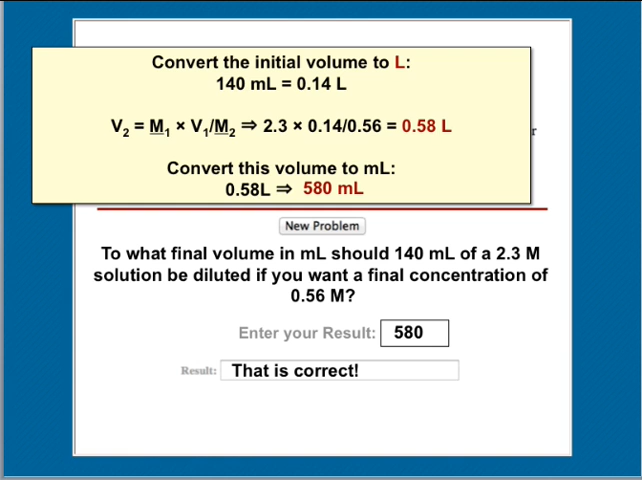 Convert the initial volume to L:
140 mL = 0.14 L
V₂ = M₁ × V₁/M₂ ⇒ 2.3 × 0.14/0.56 = 0.58 L
Convert this volume to mL:
0.58L ⇒ 580 mL
New Problem
To what final volume in mL should 140 mL of a 2.3 M
solution be diluted if you want a final concentration of
0.56 M?
Enter your Result: 580
Result: That is correct!